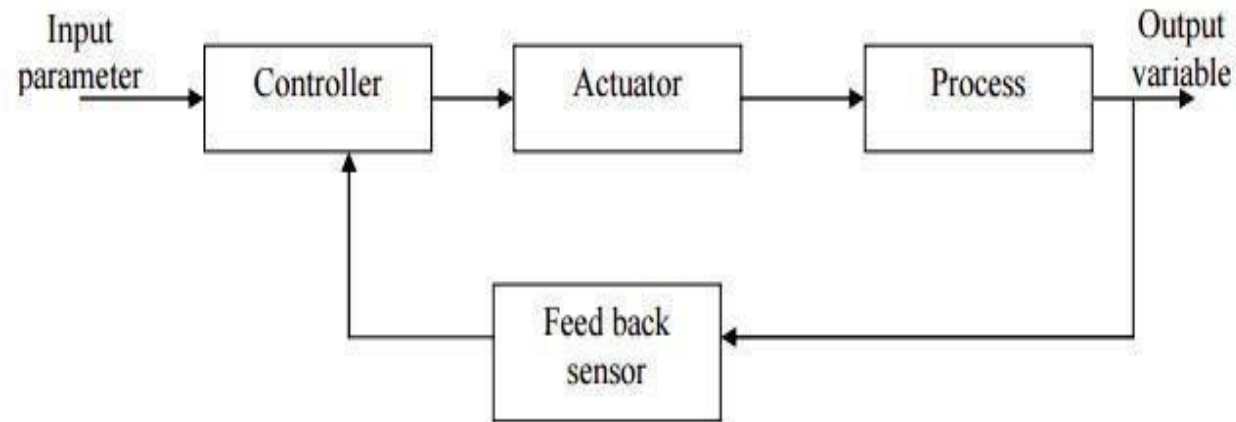 Input
parameter
Controller
Actuator
Process
Output
variable
Feed back
sensor